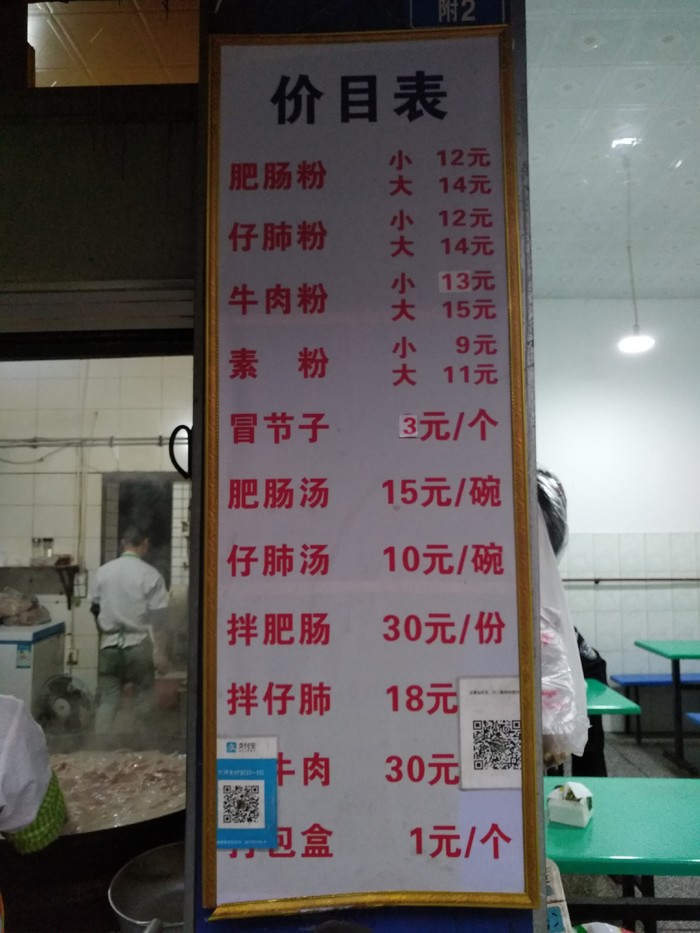 附2
价目表
肥肠粉 小 12元
大 14元
仔肺粉 小 12元
大 14元
牛肉粉 小 13元
大 15元
素 粉 小 9元
大 11元
冒节子 3元/个
肥肠汤 15元/碗
仔肺汤 10元/碗
拌肥肠 30元/份
拌仔肺 18元
牛肉 30元
支付宝
打包盒 1元/个